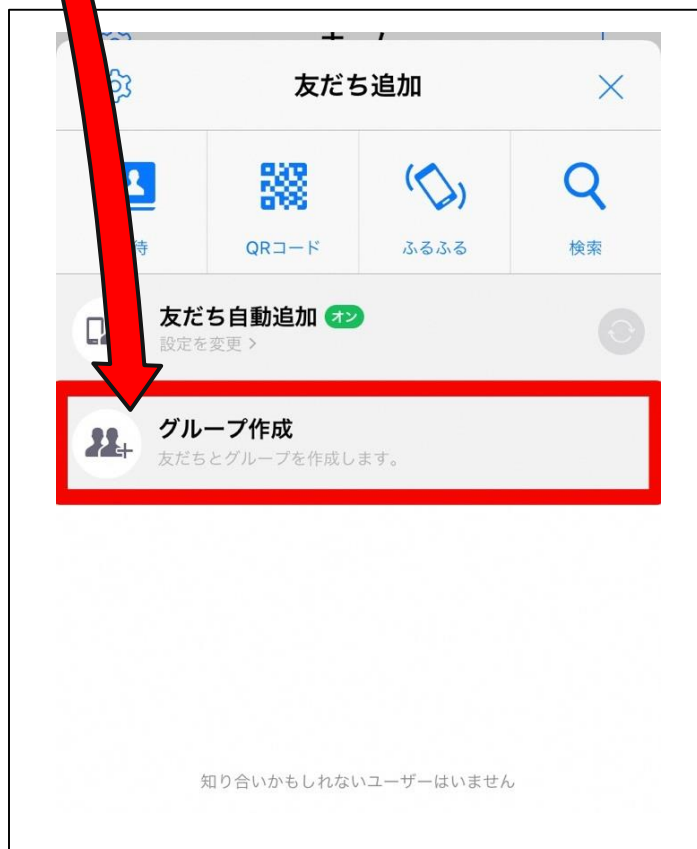 友だち追加
待
QRコード
ふるふる
検索
友だち自動追加 オン
設定を変更 >
グループ作成
友だちとグループを作成します。
知り合いかもしれないユーザーはいません